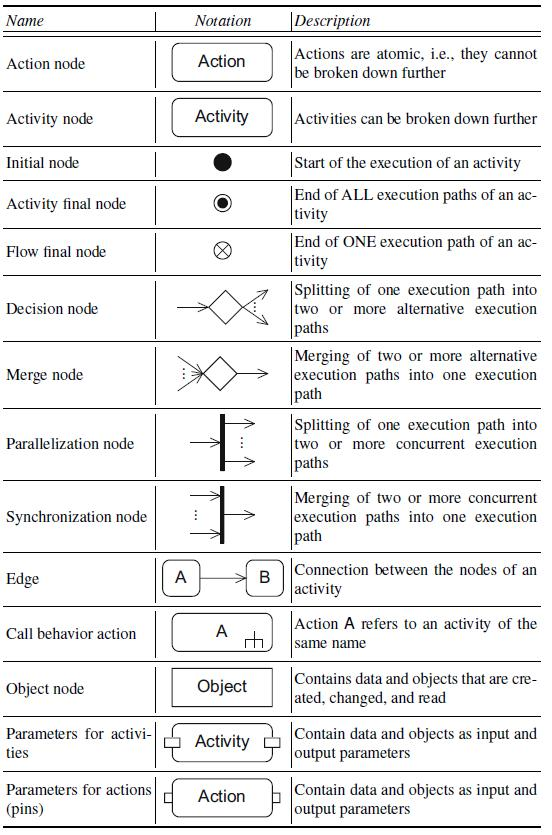 Name Notation Description
Action node
Action
Actions are atomic, i.e., they cannot
be broken down further
Activity node
Activity
Activities can be broken down further
Initial node
Start of the execution of an activity
Activity final node
End of ALL execution paths of an ac-
tivity
Flow final node
End of ONE execution path of an ac-
tivity
Decision node
Splitting of one execution path into
two or more alternative execution
paths
Merge node
Merging of two or more alternative
execution paths into one execution
path
Parallelization node
Splitting of one execution path into
two or more concurrent execution
paths
Synchronization node
Merging of two or more concurrent
execution paths into one execution
path
Edge
A B
Connection between the nodes of an
activity
Call behavior action
A
Action A refers to an activity of the
same name
Object node
Object
Contains data and objects that are cre-
ated, changed, and read
Parameters for activi-
ties
Activity
Contain data and objects as input and
output parameters
Parameters for actions
(pins)
Action
Contain data and objects as input and
output parameters